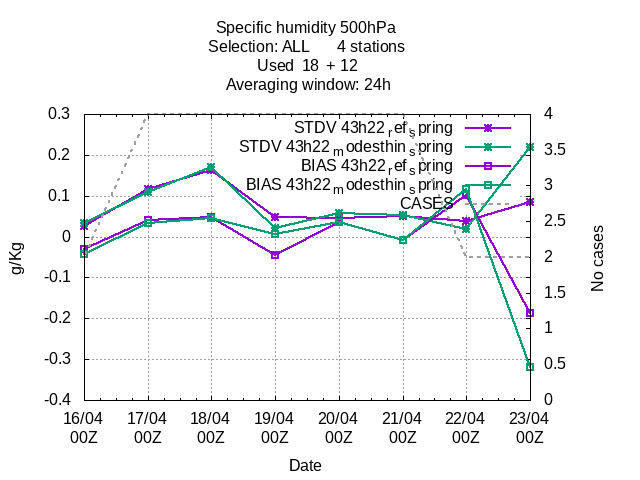 Specific humidity 500hPa
Selection: ALL 4 stations
Used 18 + 12
Averaging window: 24h
STDV 43h22_ref_spring
STDV 43h22_modesthin_spring
BIAS 43h22_ref_spring
BIAS 43h22_modesthin_spring
CASES
0.3
0.2
0.1
0
-0.1
-0.2
-0.3
-0.4
g/Kg
4
3.5
3
2.5
2
1.5
1
0.5
0
No cases
16/04 17/04 18/04 19/04 20/04 21/04 22/04 23/04
00Z 00Z 00Z 00Z 00Z 00Z 00Z 00Z
Date